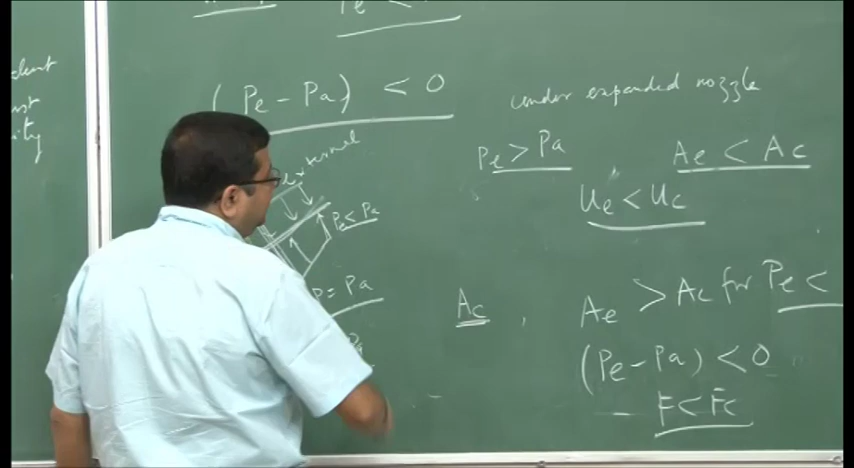 (Pe - Pa) < 0
external
Pe < Pa
P = Pa
under expanded nozzle
Pe > Pa
Ae < Ac
Ue < Uc
Ac , Ae > Ac for Pe <
(Pe - Pa) < 0
F < Fc